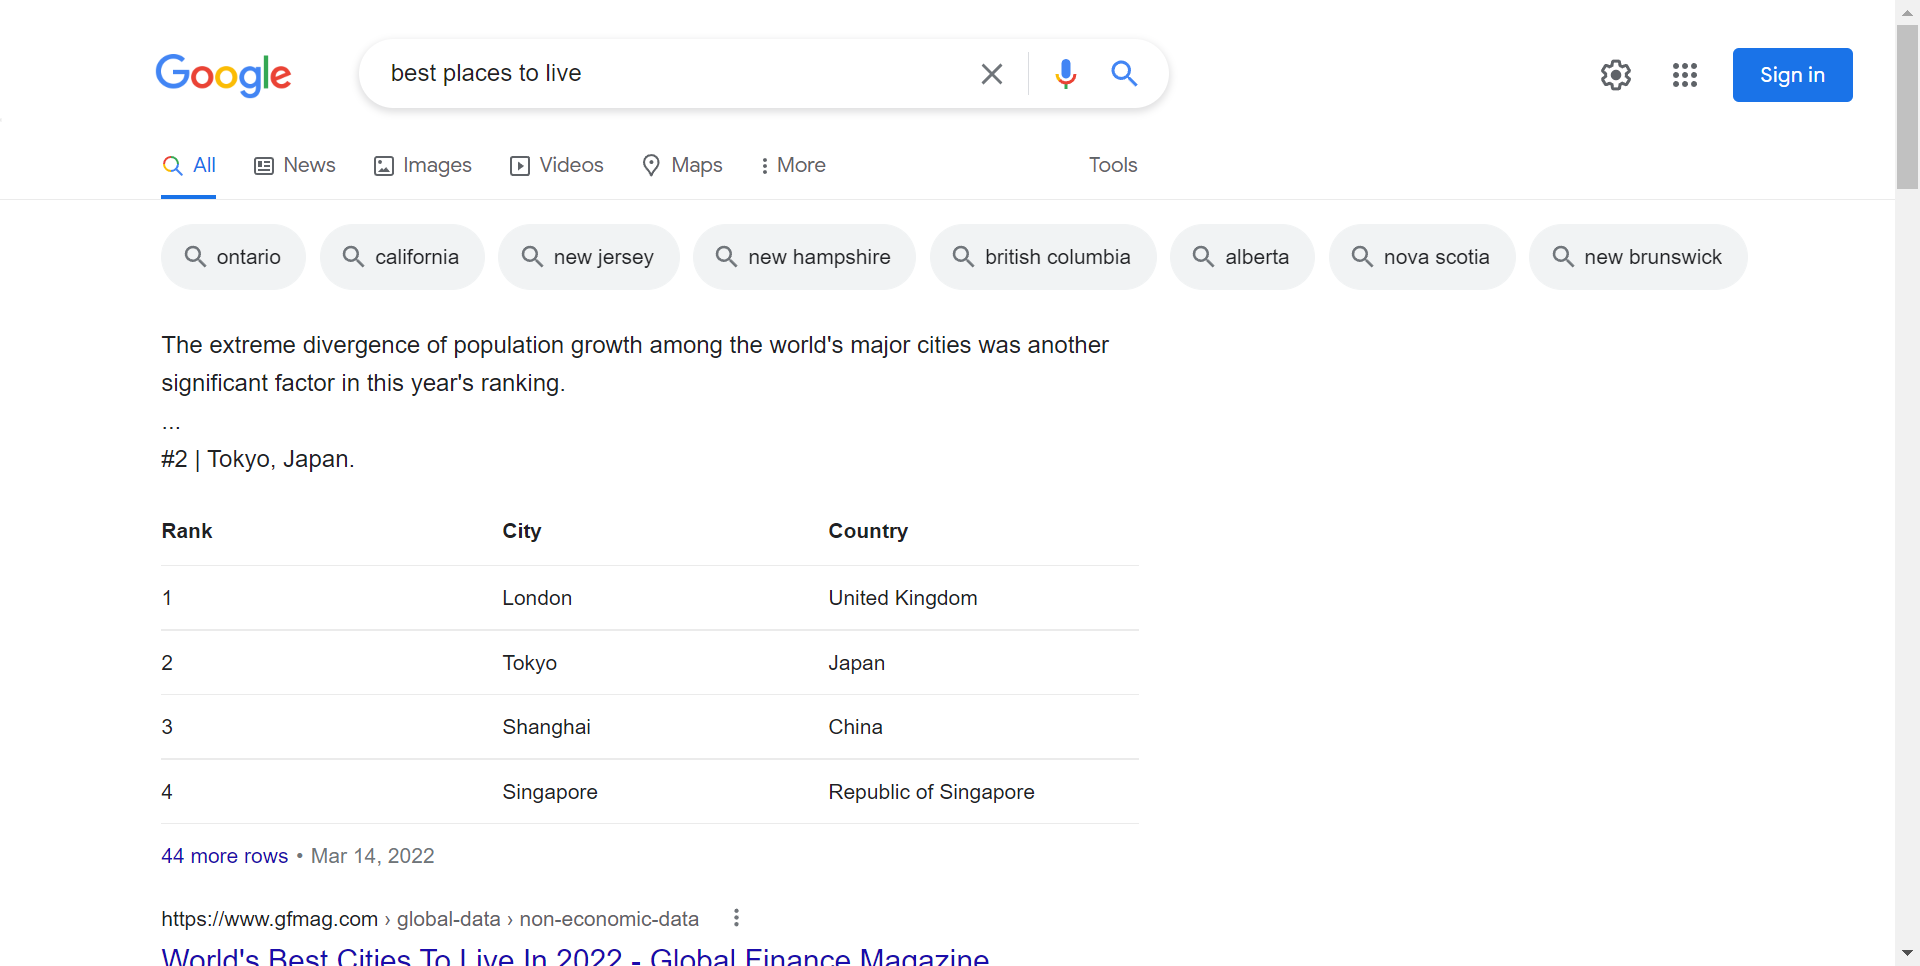 Google
best places to live
Sign in
All News Images Videos Maps More Tools
ontario california new jersey new hampshire british columbia alberta nova scotia new brunswick
The extreme divergence of population growth among the world's major cities was another
significant factor in this year's ranking.
...
#2 | Tokyo, Japan.
Rank City Country
1 London United Kingdom
2 Tokyo Japan
3 Shanghai China
4 Singapore Republic of Singapore
44 more rows • Mar 14, 2022
https://www.gfmag.com › global-data › non-economic-data
World's Best Cities To Live In 2022 - Global Finance Magazine